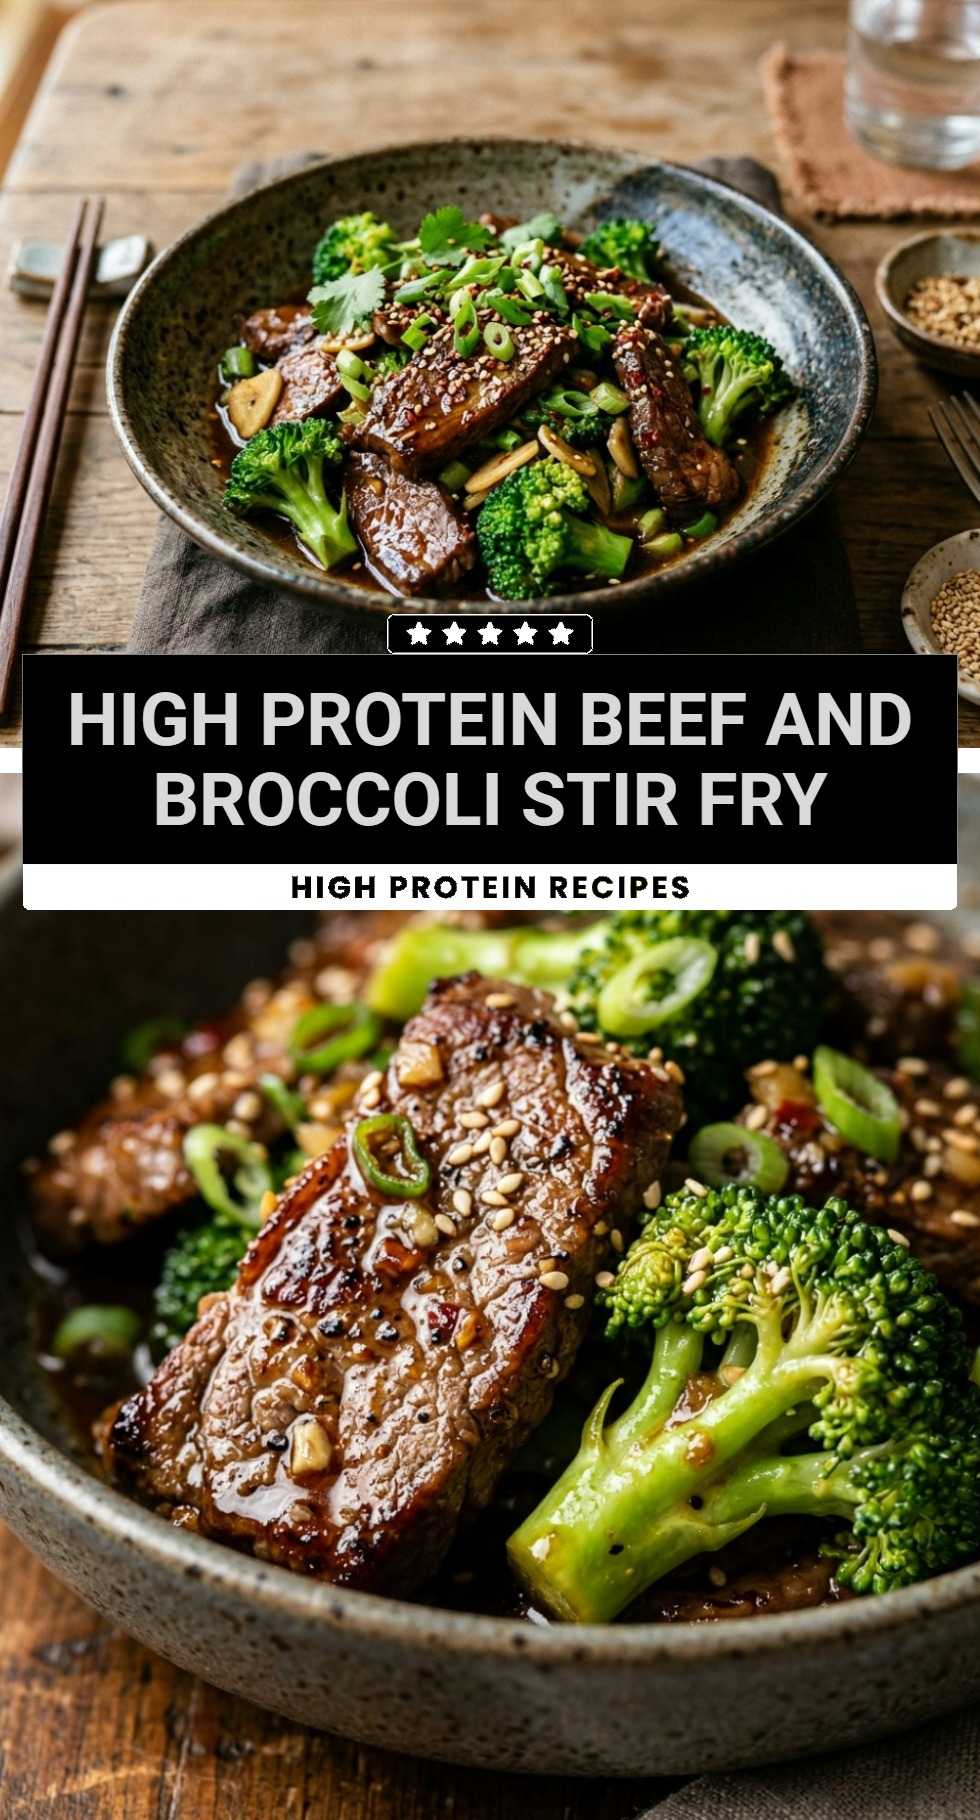 HIGH PROTEIN BEEF AND
BROCCOLI STIR FRY
HIGH PROTEIN RECIPES